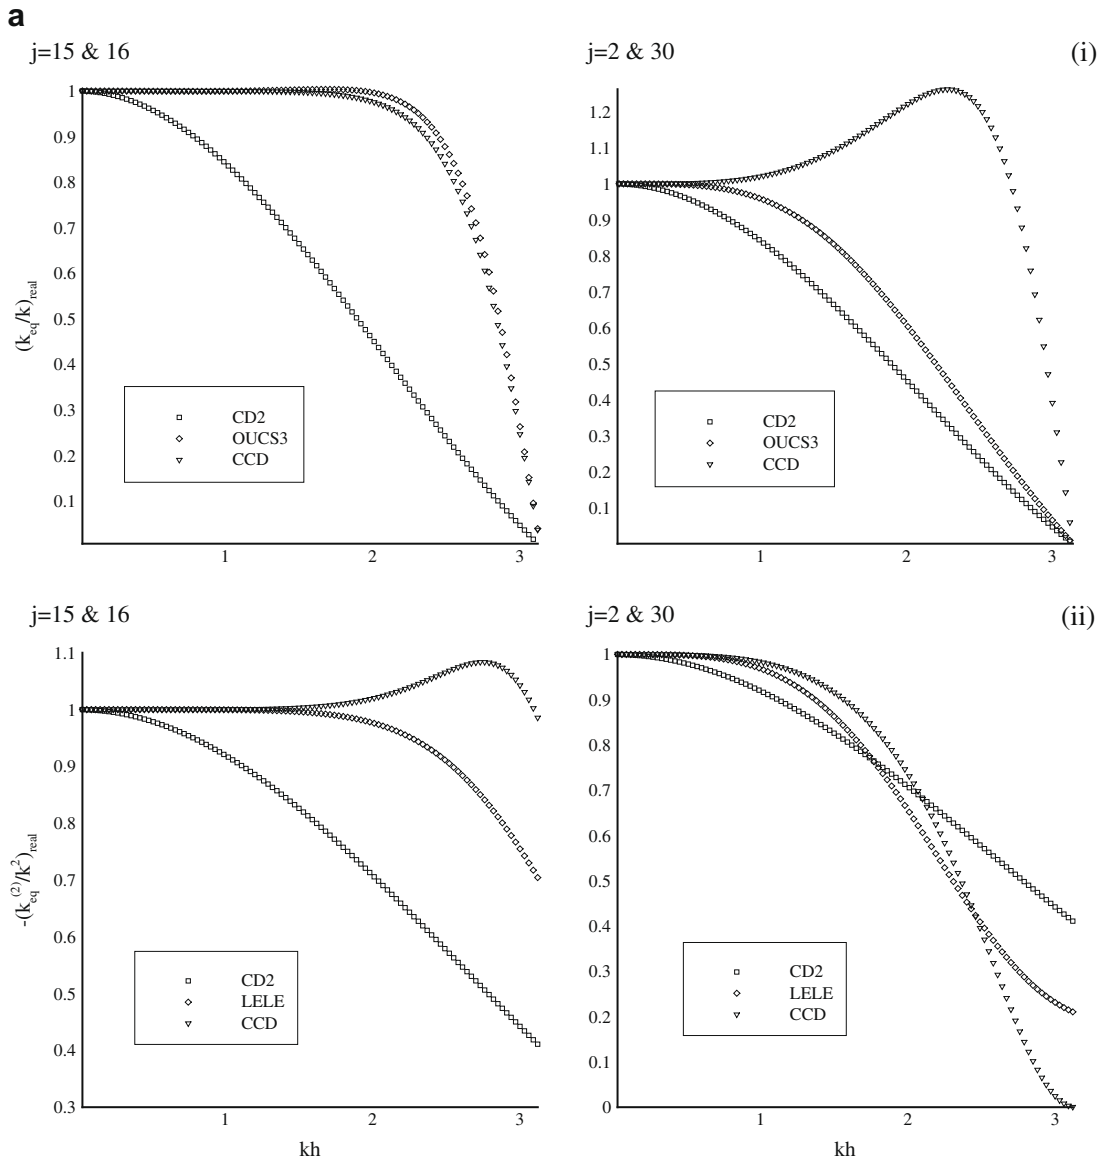 a
j=15 & 16
j=2 & 30
(i)
1
0.9
0.8
0.7
0.6
0.5
0.4
0.3
0.2
0.1
(k_eq/k)_real
CD2
OUCS3
CCD
1
2
3
1.2
1.1
1
0.9
0.8
0.7
0.6
0.5
0.4
0.3
0.2
0.1
CD2
OUCS3
CCD
1
2
3
j=15 & 16
j=2 & 30
(ii)
1.1
1
0.9
0.8
0.7
0.6
0.5
0.4
0.3
-(k_eq^(2)/k^2)_real
CD2
LELE
CCD
1
2
3
kh
1
0.9
0.8
0.7
0.6
0.5
0.4
0.3
0.2
0.1
0
CD2
LELE
CCD
1
2
3
kh